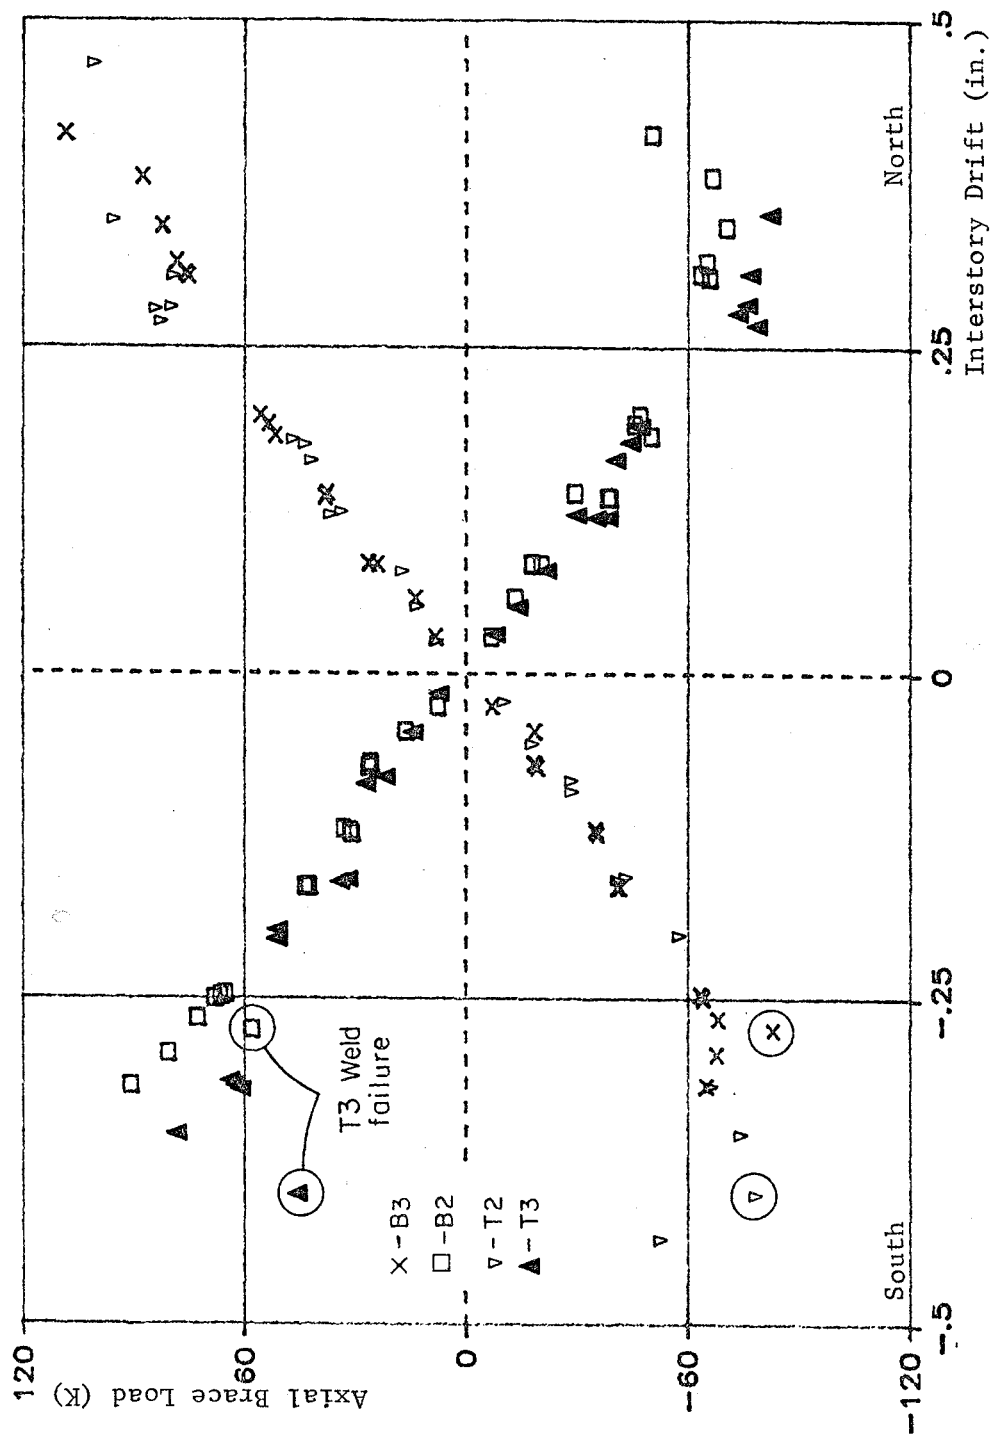 120
60
0
-60
-120
Axial Brace Load (K)
-.5
-.25
0
.25
.5
Interstory Drift (in.)
South
North
T3 Weld
failure
X-B3
□-B2
▽-T2
▲-T3